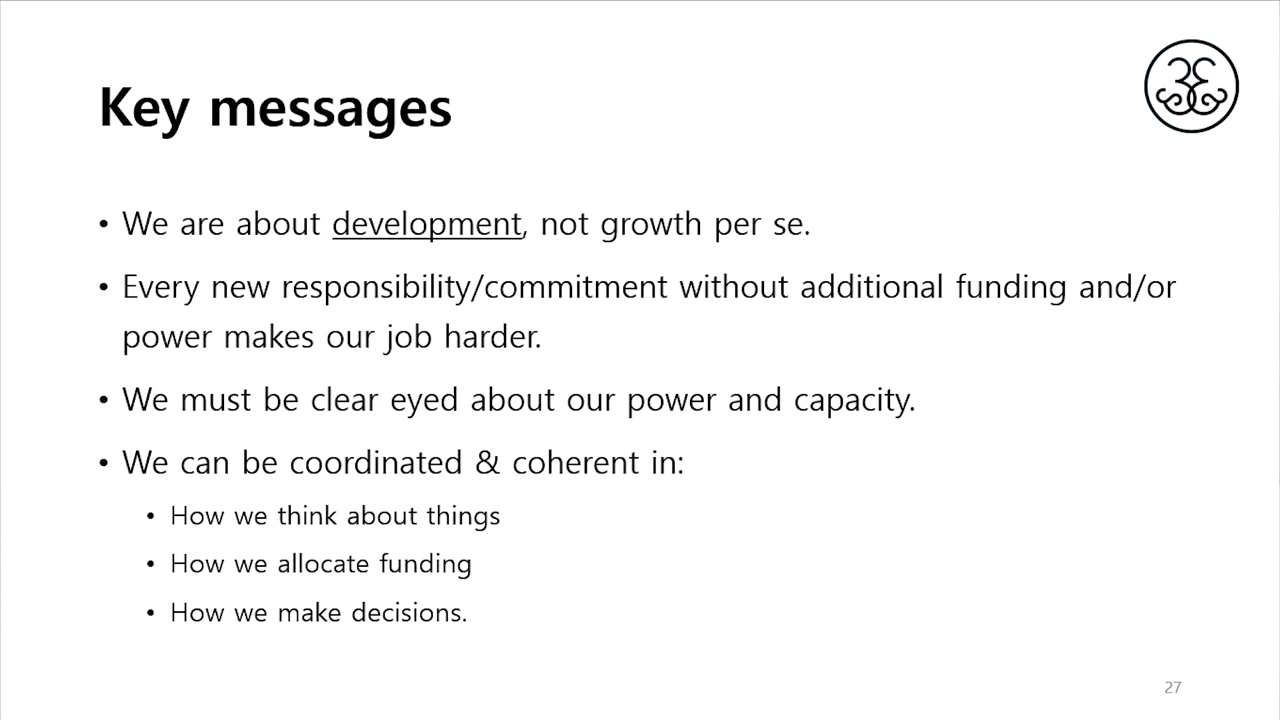 Key messages
• We are about development, not growth per se.
• Every new responsibility/commitment without additional funding and/or
power makes our job harder.
• We must be clear eyed about our power and capacity.
• We can be coordinated & coherent in:
• How we think about things
• How we allocate funding
• How we make decisions.
27